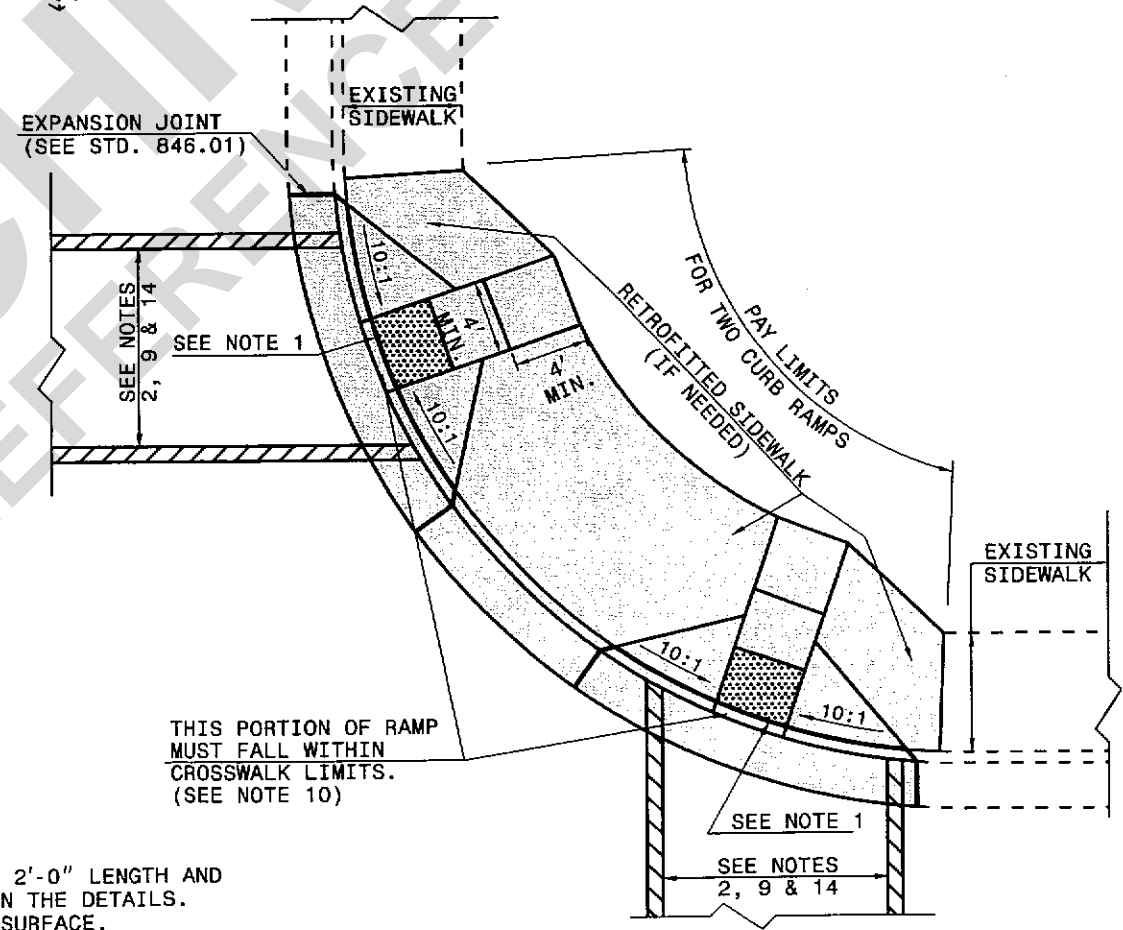 EXISTING
SIDEWALK
EXPANSION JOINT
(SEE STD. 846.01)
SEE NOTES
2, 9 & 14
SEE NOTE 1
10:1
4'
MIN
4'
MIN.
10:1
PAY LIMITS
FOR TWO CURB RAMPS
RETROFITTED SIDEWALK
(IF NEEDED)
EXISTING
SIDEWALK
10:1
10:1
THIS PORTION OF RAMP
MUST FALL WITHIN
CROSSWALK LIMITS.
(SEE NOTE 10)
SEE NOTE 1
SEE NOTES
2, 9 & 14
2'-0" LENGTH AND
N THE DETAILS.
SURFACE.